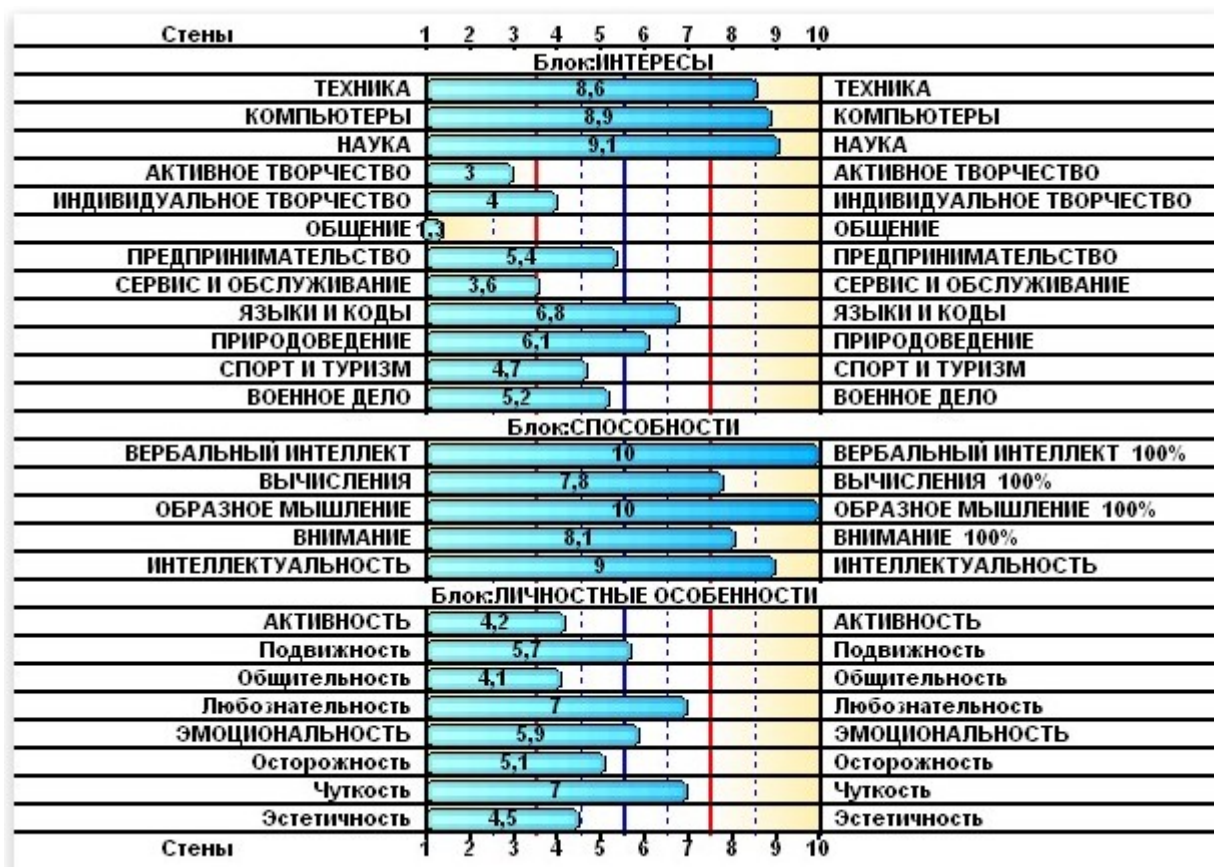 Стены 1 2 3 4 5 6 7 8 9 10
Блок:ИНТЕРЕСЫ
ТЕХНИКА 8,6 ТЕХНИКА
КОМПЬЮТЕРЫ 8,9 КОМПЬЮТЕРЫ
НАУКА 9,1 НАУКА
АКТИВНОЕ ТВОРЧЕСТВО 3 АКТИВНОЕ ТВОРЧЕСТВО
ИНДИВИДУАЛЬНОЕ ТВОРЧЕСТВО 4 ИНДИВИДУАЛЬНОЕ ТВОРЧЕСТВО
ОБЩЕНИЕ 1,3 ОБЩЕНИЕ
ПРЕДПРИНИМАТЕЛЬСТВО 5,4 ПРЕДПРИНИМАТЕЛЬСТВО
СЕРВИС И ОБСЛУЖИВАНИЕ 3,6 СЕРВИС И ОБСЛУЖИВАНИЕ
ЯЗЫКИ И КОДЫ 6,8 ЯЗЫКИ И КОДЫ
ПРИРОДОВЕДЕНИЕ 6,1 ПРИРОДОВЕДЕНИЕ
СПОРТ И ТУРИЗМ 4,7 СПОРТ И ТУРИЗМ
ВОЕННОЕ ДЕЛО 5,2 ВОЕННОЕ ДЕЛО
Блок:СПОСОБНОСТИ
ВЕРБАЛЬНЫЙ ИНТЕЛЛЕКТ 10 ВЕРБАЛЬНЫЙ ИНТЕЛЛЕКТ 100%
ВЫЧИСЛЕНИЯ 7,8 ВЫЧИСЛЕНИЯ 100%
ОБРАЗНОЕ МЫШЛЕНИЕ 10 ОБРАЗНОЕ МЫШЛЕНИЕ 100%
ВНИМАНИЕ 8,1 ВНИМАНИЕ 100%
ИНТЕЛЛЕКТУАЛЬНОСТЬ 9 ИНТЕЛЛЕКТУАЛЬНОСТЬ
Блок:ЛИЧНОСТНЫЕ ОСОБЕННОСТИ
АКТИВНОСТЬ 4,2 АКТИВНОСТЬ
Подвижность 5,7 Подвижность
Общительность 4,1 Общительность
Любознательность 7 Любознательность
ЭМОЦИОНАЛЬНОСТЬ 5,9 ЭМОЦИОНАЛЬНОСТЬ
Осторожность 5,1 Осторожность
Чуткость 7 Чуткость
Эстетичность 4,5 Эстетичность
Стены 1 2 3 4 5 6 7 8 9 10